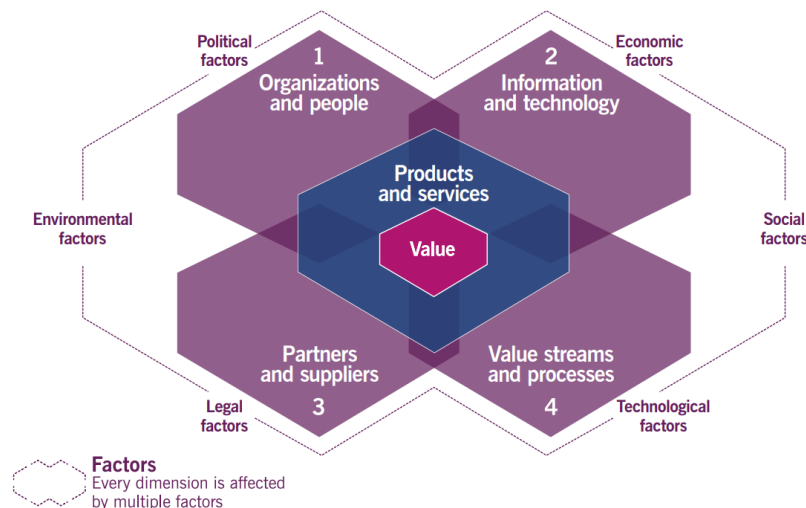 Political
factors
Economic
factors
1
Organizations
and people
2
Information
and technology
Products
and services
Environmental
factors
Value
Social
factors
Partners
and suppliers
3
Value streams
and processes
4
Legal
factors
Technological
factors
Factors
Every dimension is affected
by multiple factors